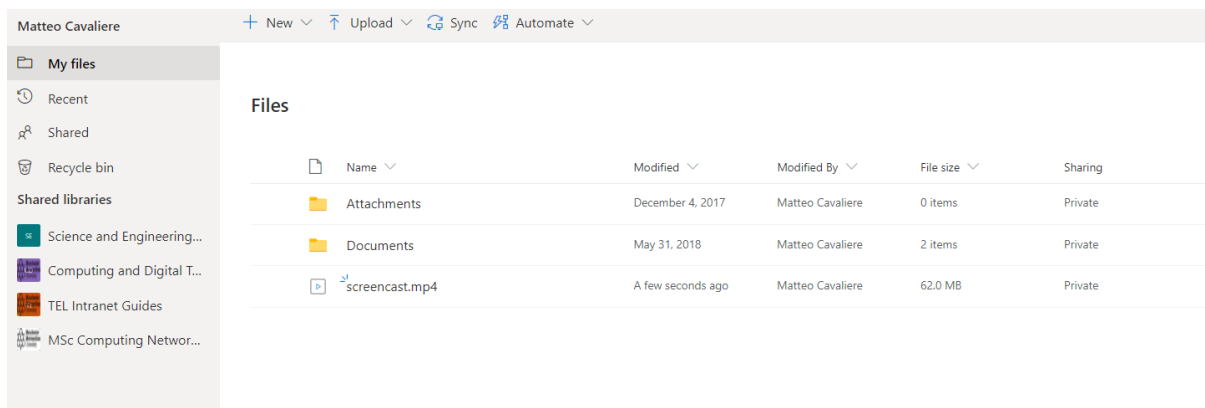 Matteo Cavaliere
New Upload Sync Automate
My files
Recent
Shared
Recycle bin
Shared libraries
Science and Engineering...
Computing and Digital T...
TEL Intranet Guides
MSc Computing Networ...
Files
Name Modified Modified By File size Sharing
Attachments December 4, 2017 Matteo Cavaliere 0 items Private
Documents May 31, 2018 Matteo Cavaliere 2 items Private
screencast.mp4 A few seconds ago Matteo Cavaliere 62.0 MB Private